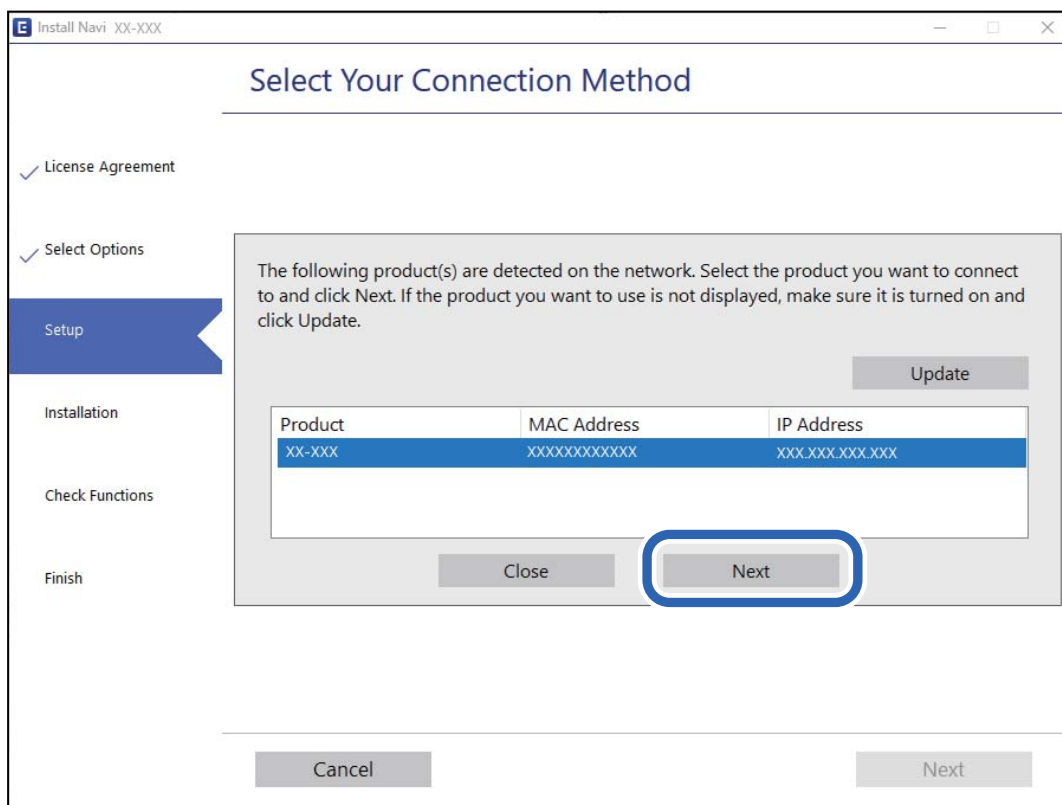 E Install Navi XX-XXX
Select Your Connection Method
License Agreement
Select Options
Setup
Installation
Check Functions
Finish
The following product(s) are detected on the network. Select the product you want to connect
to and click Next. If the product you want to use is not displayed, make sure it is turned on and
click Update.
Update
Product MAC Address IP Address
XX-XXX XXXXXXXXXXXX XXX.XXX.XXX.XXX
Close Next
Cancel Next